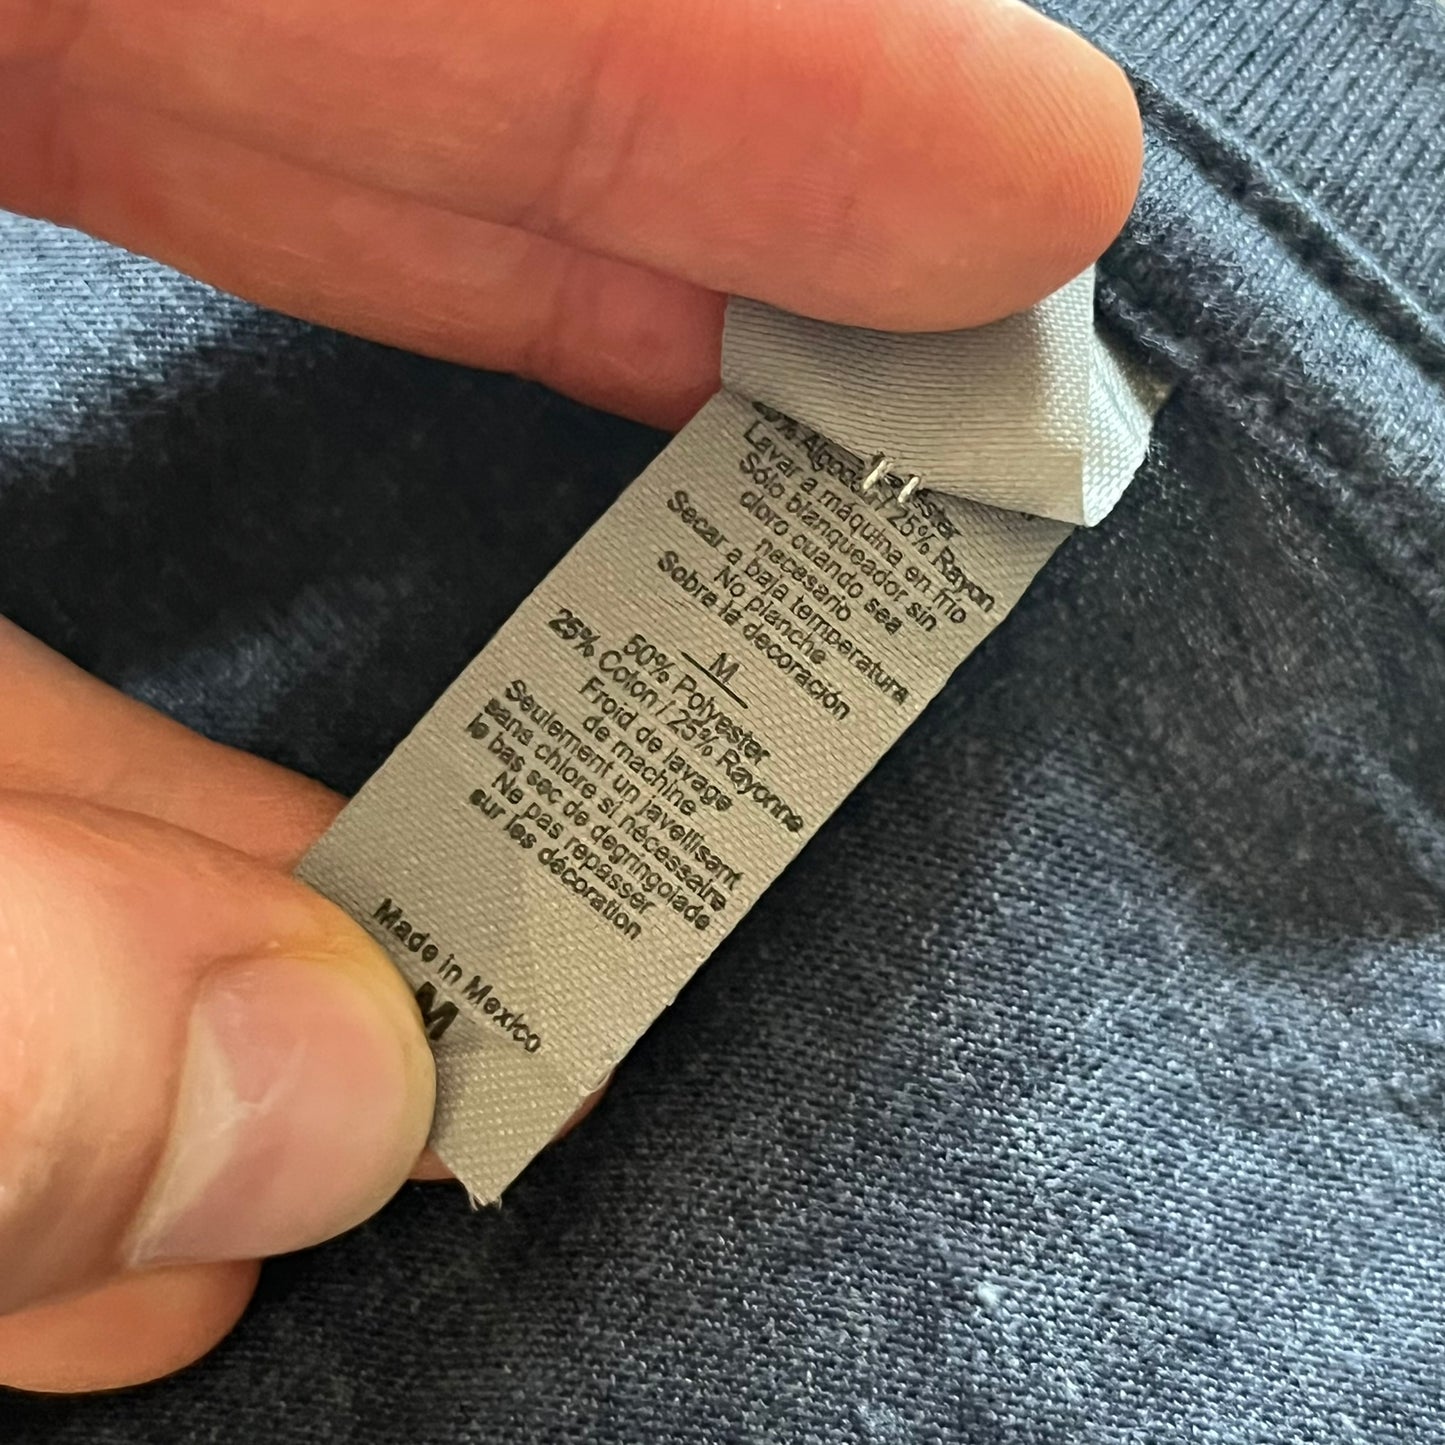 Algodón / 25% Rayon
Lavar a máquina en frio
Sólo blanqueador sin
cloro cuando sea
necasario
Secar a baja temperatura
No planche
Sobre la decoración
M
50% Polyester
25% Coton / 25% Rayonne
Froid de lavage
de machine
Seulement un javellisant
sans chlore si nécessaire
le bas sec de degringolade
Ne pas repasser
sur les décoration
Made in Mexico
M